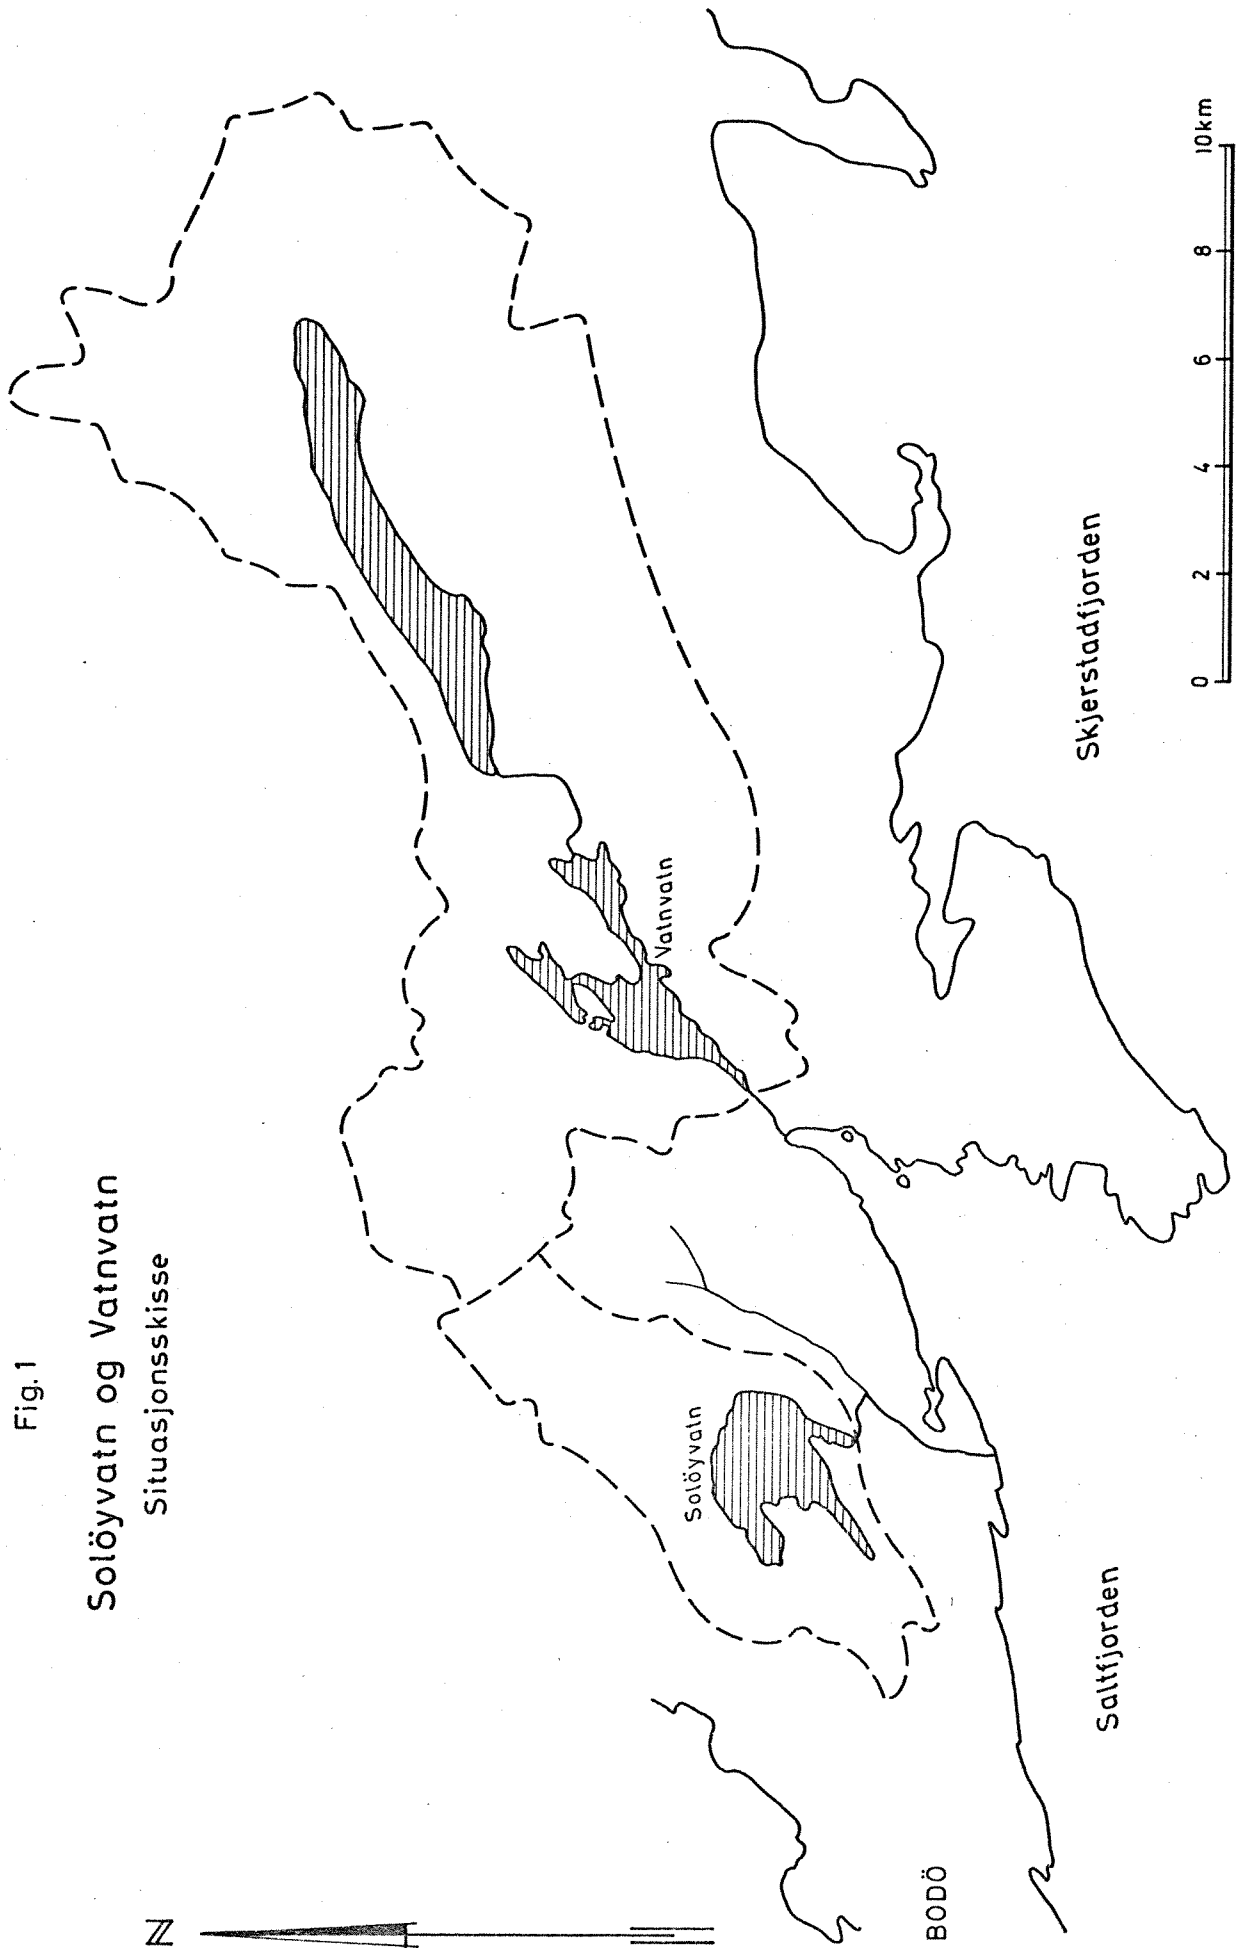 Fig. 1
Solöyvatn og Vatnvatn
Situasjonsskisse
N
Solöyvatn
Vatnvatn
BODÖ
Saltfjorden
Skjerstadfjorden
0 2 4 6 8 10km